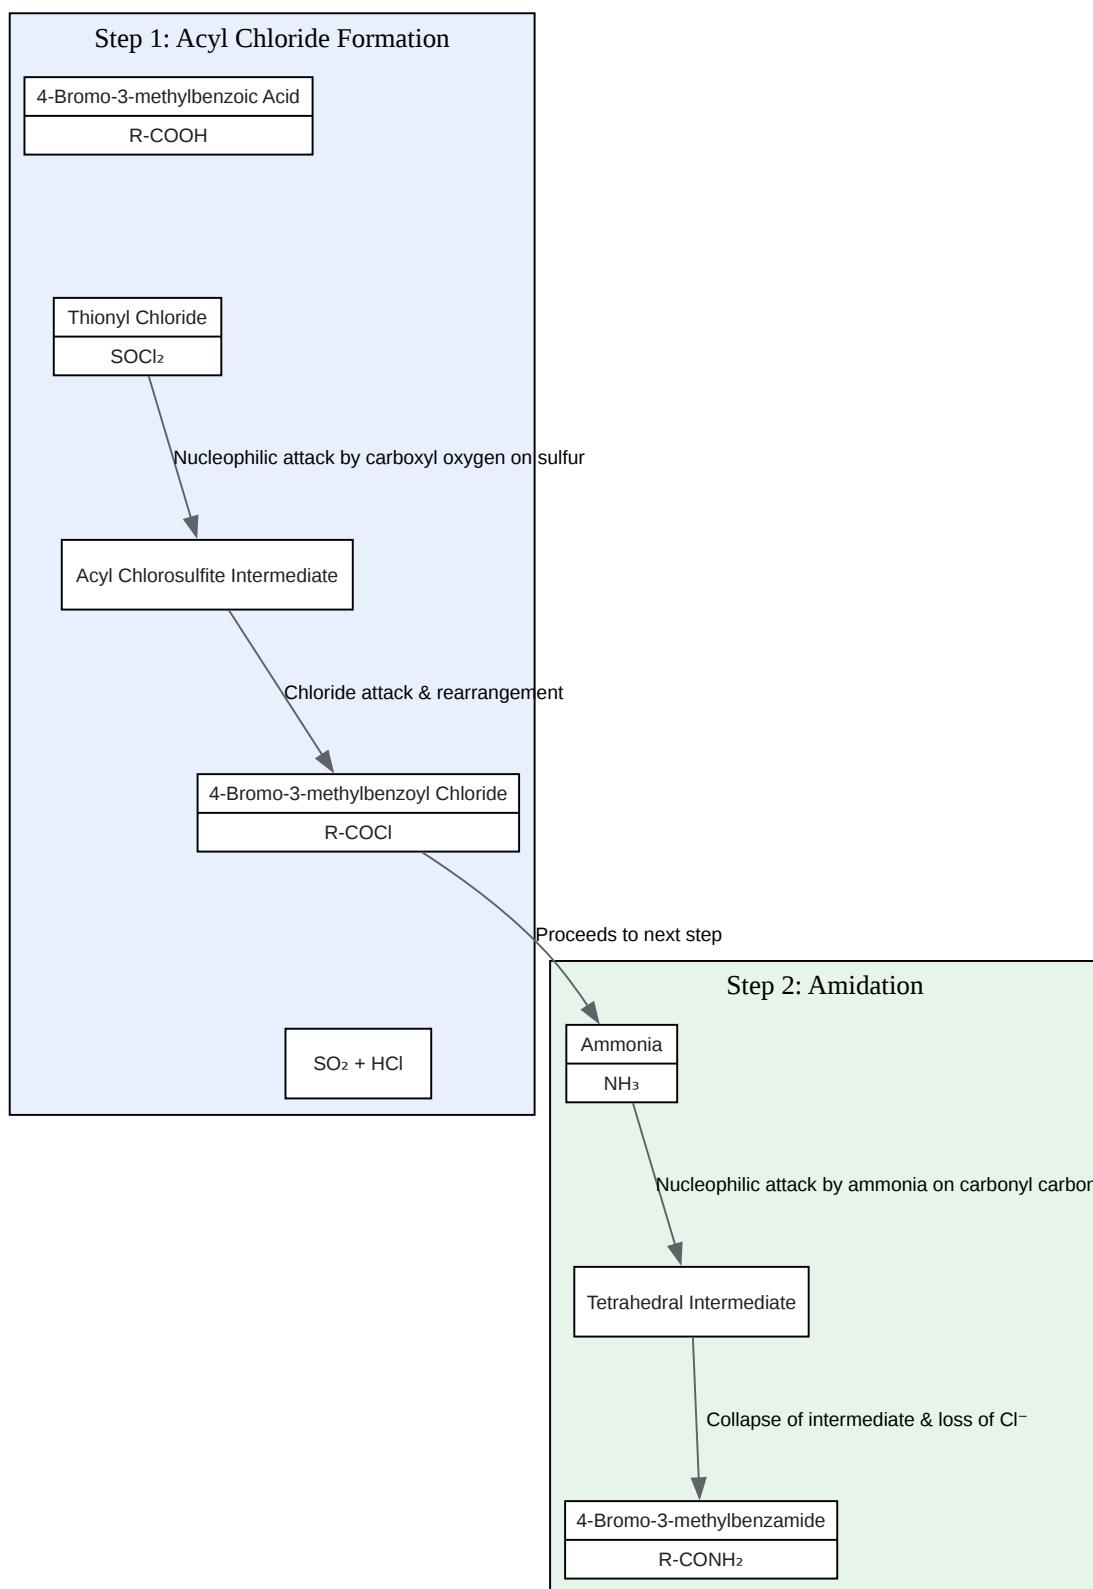 Step 1: Acyl Chloride Formation
4-Bromo-3-methylbenzoic Acid
R-COOH
Thionyl Chloride
SOCl₂
Nucleophilic attack by carboxyl oxygen on sulfur
Acyl Chlorosulfite Intermediate
Chloride attack & rearrangement
4-Bromo-3-methylbenzoyl Chloride
R-COCl
Proceeds to next step
SO₂ + HCl
Step 2: Amidation
Ammonia
NH₃
Nucleophilic attack by ammonia on carbonyl carbon
Tetrahedral Intermediate
Collapse of intermediate & loss of Cl⁻
4-Bromo-3-methylbenzamide
R-CONH₂